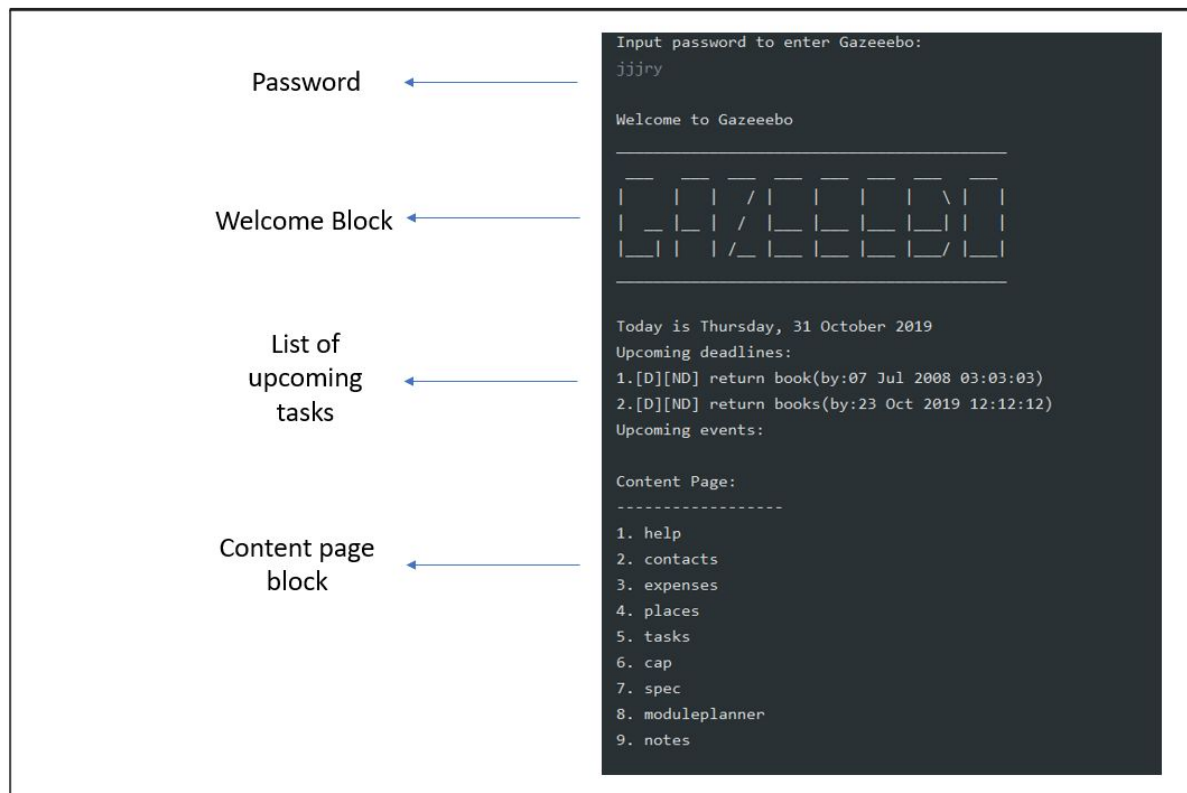 Password
Welcome Block
List of
upcoming
tasks
Content page
block
Input password to enter Gazeeebo:
jjjry
Welcome to Gazeeebo
GAZEEEBO
Today is Thursday, 31 October 2019
Upcoming deadlines:
1.[D][ND] return book(by:07 Jul 2008 03:03:03)
2.[D][ND] return books(by:23 Oct 2019 12:12:12)
Upcoming events:
Content Page:
------------------
1. help
2. contacts
3. expenses
4. places
5. tasks
6. cap
7. spec
8. moduleplanner
9. notes